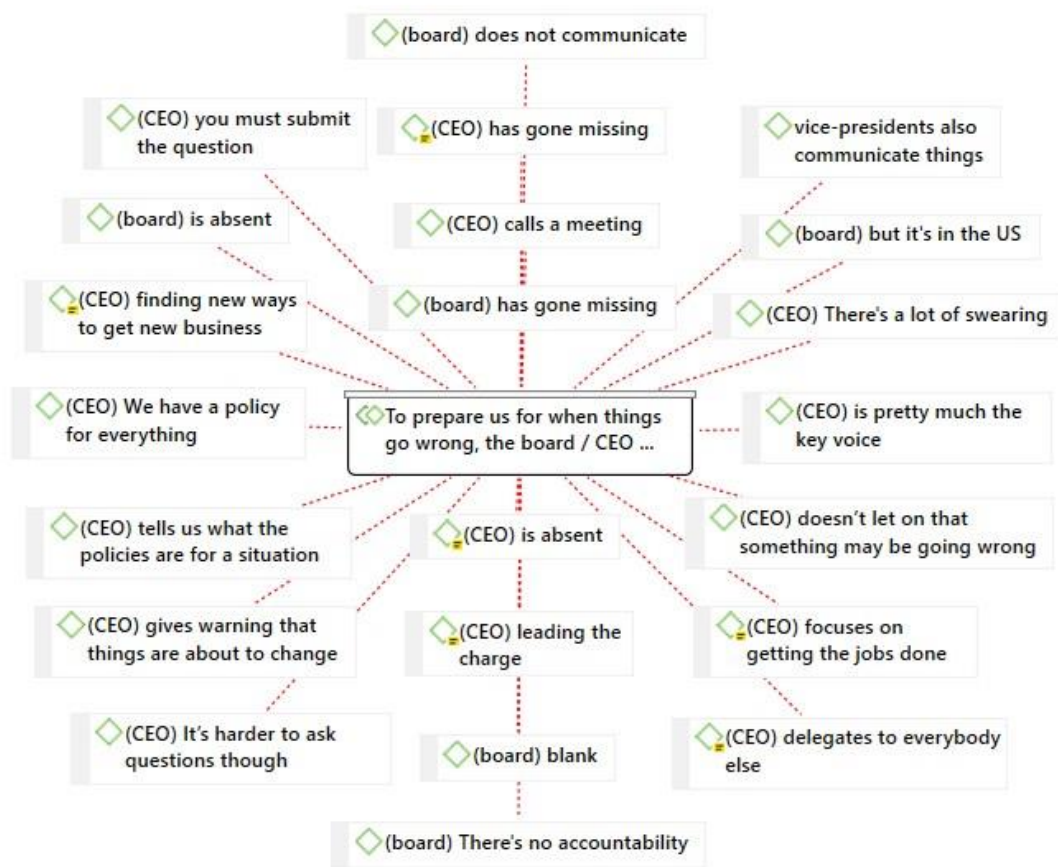 (board) does not communicate
(CEO) you must submit
the question
(CEO) has gone missing
vice-presidents also
communicate things
(board) is absent
(CEO) calls a meeting
(board) but it's in the US
(CEO) finding new ways
to get new business
(board) has gone missing
(CEO) There's a lot of swearing
(CEO) We have a policy
for everything
To prepare us for when things
go wrong, the board / CEO ...
(CEO) is pretty much the
key voice
(CEO) tells us what the
policies are for a situation
(CEO) is absent
(CEO) doesn’t let on that
something may be going wrong
(CEO) gives warning that
things are about to change
(CEO) leading the
charge
(CEO) focuses on
getting the jobs done
(CEO) It’s harder to ask
questions though
(board) blank
(CEO) delegates to everybody
else
(board) There's no accountability